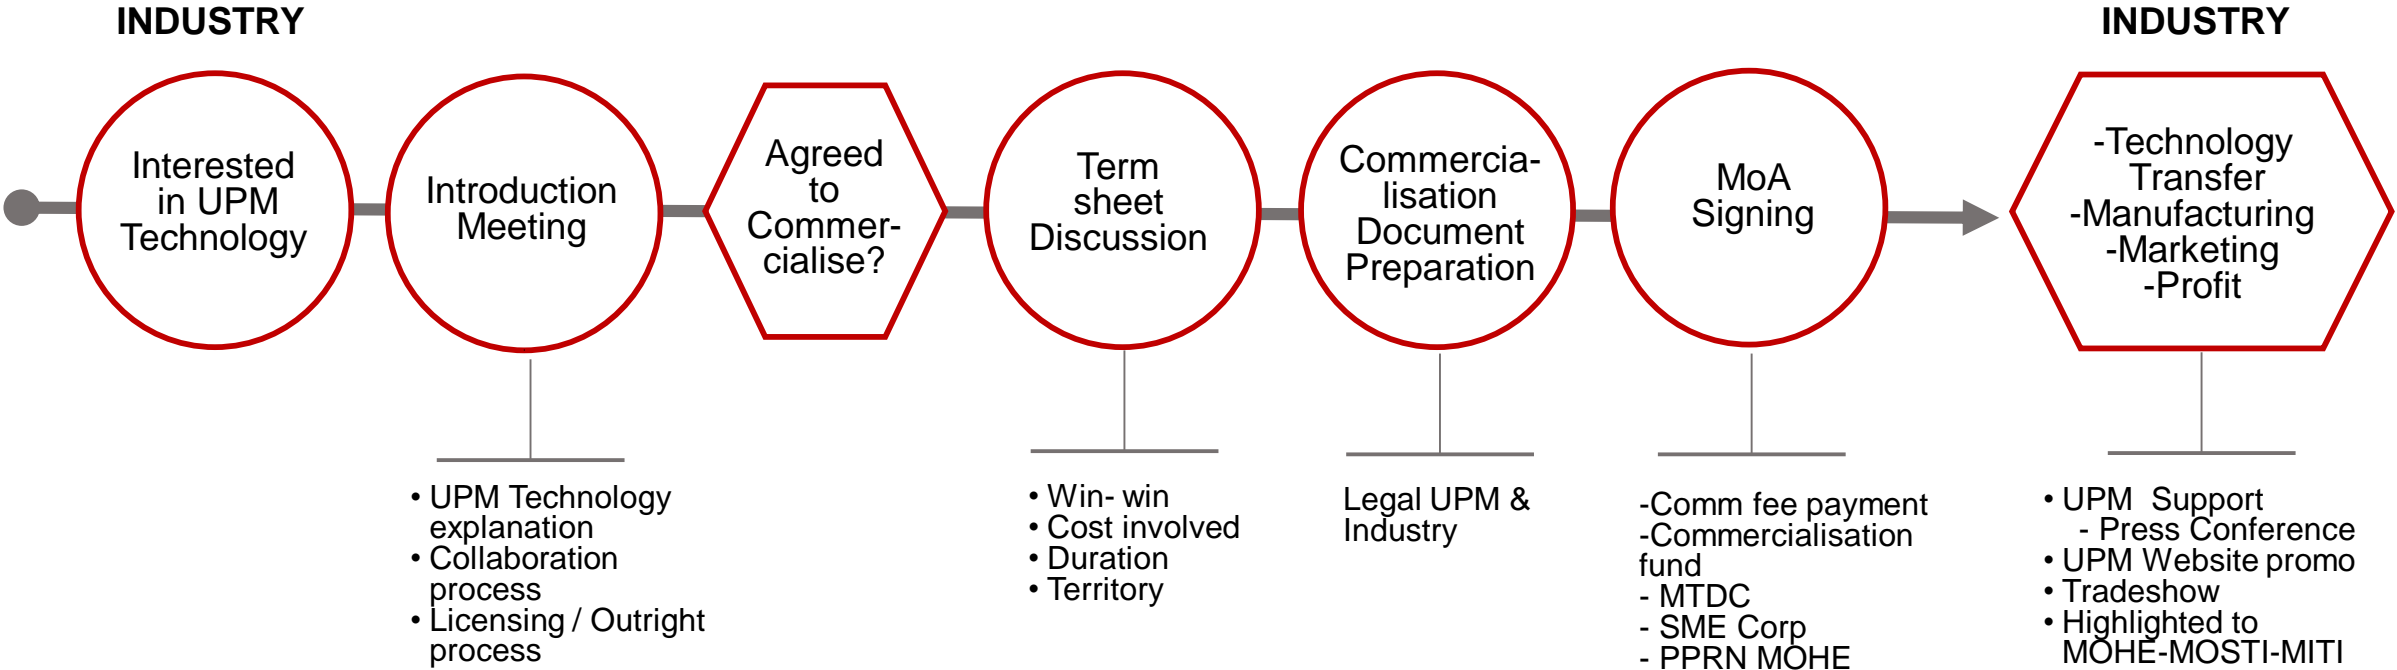 INDUSTRY
INDUSTRY
Interested
in UPM
Technology
Introduction
Meeting
Agreed
to
Commer-
cialise?
Term
sheet
Discussion
Commercia-
lisation
Document
Preparation
MoA
Signing
-Technology
Transfer
-Manufacturing
-Marketing
-Profit
• UPM Technology
explanation
• Collaboration
process
• Licensing / Outright
process
• Win- win
• Cost involved
• Duration
• Territory
Legal UPM &
Industry
-Comm fee payment
-Commercialisation
fund
- MTDC
- SME Corp
- PPRN MOHE
• UPM  Support
- Press Conference
• UPM Website promo
• Tradeshow
• Highlighted to
MOHE-MOSTI-MITI